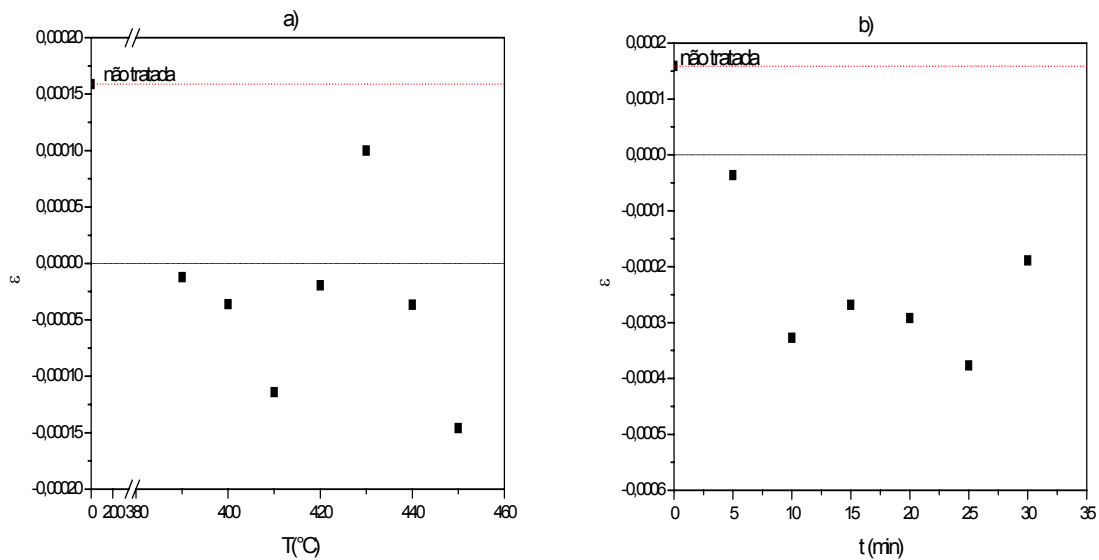 a)
0,00020
0,00015
0,00010
0,00005
0,00000
-0,00005
-0,00010
-0,00015
-0,00020
não tratada
ε
0 200 380 400 420 440 460
T(°C)
b)
0,0002
0,0001
0,0000
-0,0001
-0,0002
-0,0003
-0,0004
-0,0005
-0,0006
não tratada
ε
0 5 10 15 20 25 30 35
t (min)